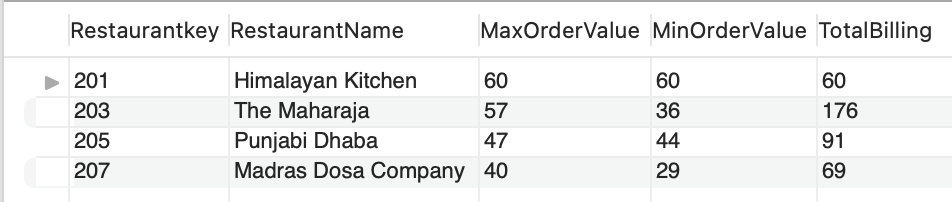 Restaurantkey RestaurantName MaxOrderValue MinOrderValue TotalBilling
201 Himalayan Kitchen 60 60 60
203 The Maharaja 57 36 176
205 Punjabi Dhaba 47 44 91
207 Madras Dosa Company 40 29 69